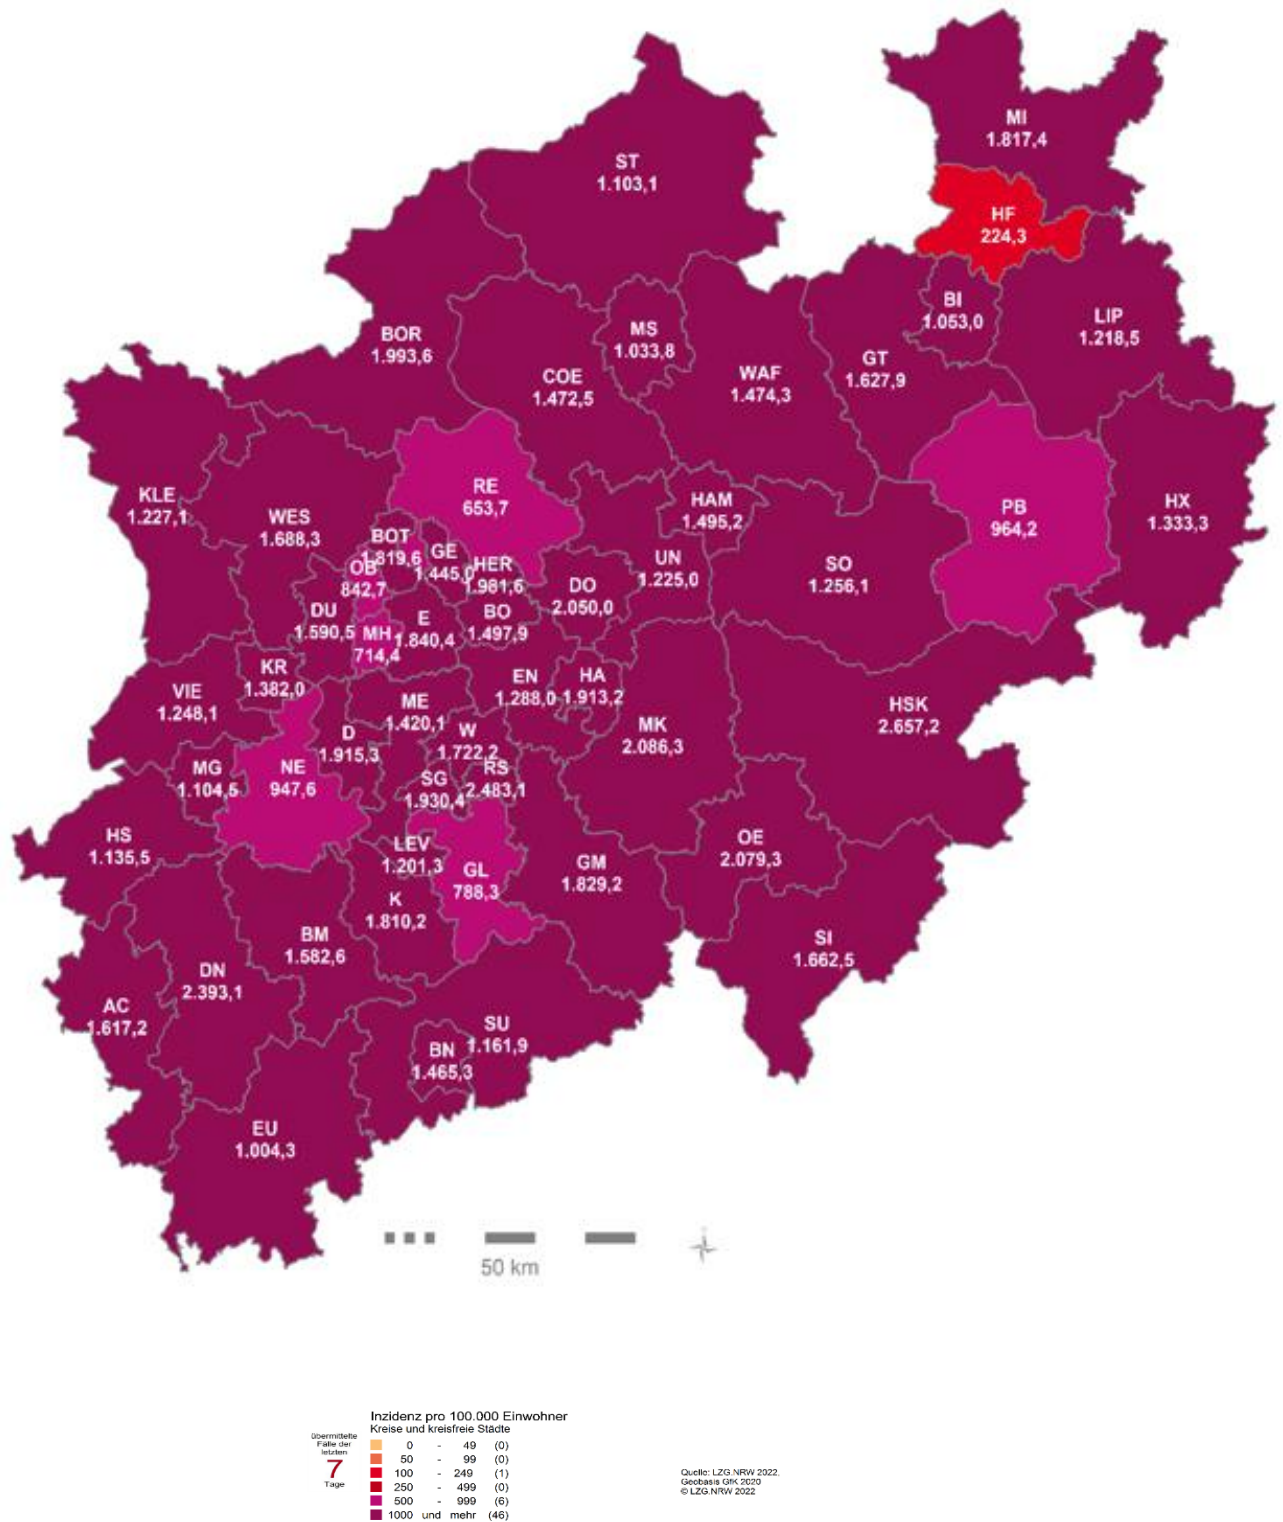 MI
1.817,4
ST
1.103,1
HF
224,3
BI
1.053,0
LIP
1.218,5
MS
1.033,8
BOR
1.993,6
GT
1.627,9
WAF
1.474,3
COE
1.472,5
RE
653,7
KLE
1.227,1
HAM
1.495,2
HX
1.333,3
PB
964,2
WES
1.688,3
BOT
1.819,6
GE
1.445,0
HER
1.981,6
UN
1.225,0
SO
1.256,1
OB
842,7
DO
2.050,0
DU
1.590,5
E
1.840,4
BO
1.497,9
MH
714,4
KR
1.382,0
EN
1.288,0
HA
1.913,2
VIE
1.248,1
ME
1.420,1
HSK
2.657,2
D
1.915,3
W
1.722,2
MK
2.086,3
MG
1.104,5
NE
947,6
SG
1.930,4
RS
2.483,1
HS
1.135,5
OE
2.079,3
LEV
1.201,3
GL
788,3
GM
1.829,2
K
1.810,2
BM
1.582,6
SI
1.662,5
DN
2.393,1
AC
1.617,2
SU
1.161,9
BN
1.465,3
EU
1.004,3
50 km
Inzidenz pro 100.000 Einwohner
Kreise und kreisfreie Städte
übermittelte
Fälle der
letzten
7
Tage
0 - 49 (0)
50 - 99 (0)
100 - 249 (1)
250 - 499 (0)
500 - 999 (6)
1000 und mehr (46)
Quelle: LZG.NRW 2022,
Geobasis GfK 2020
© LZG.NRW 2022